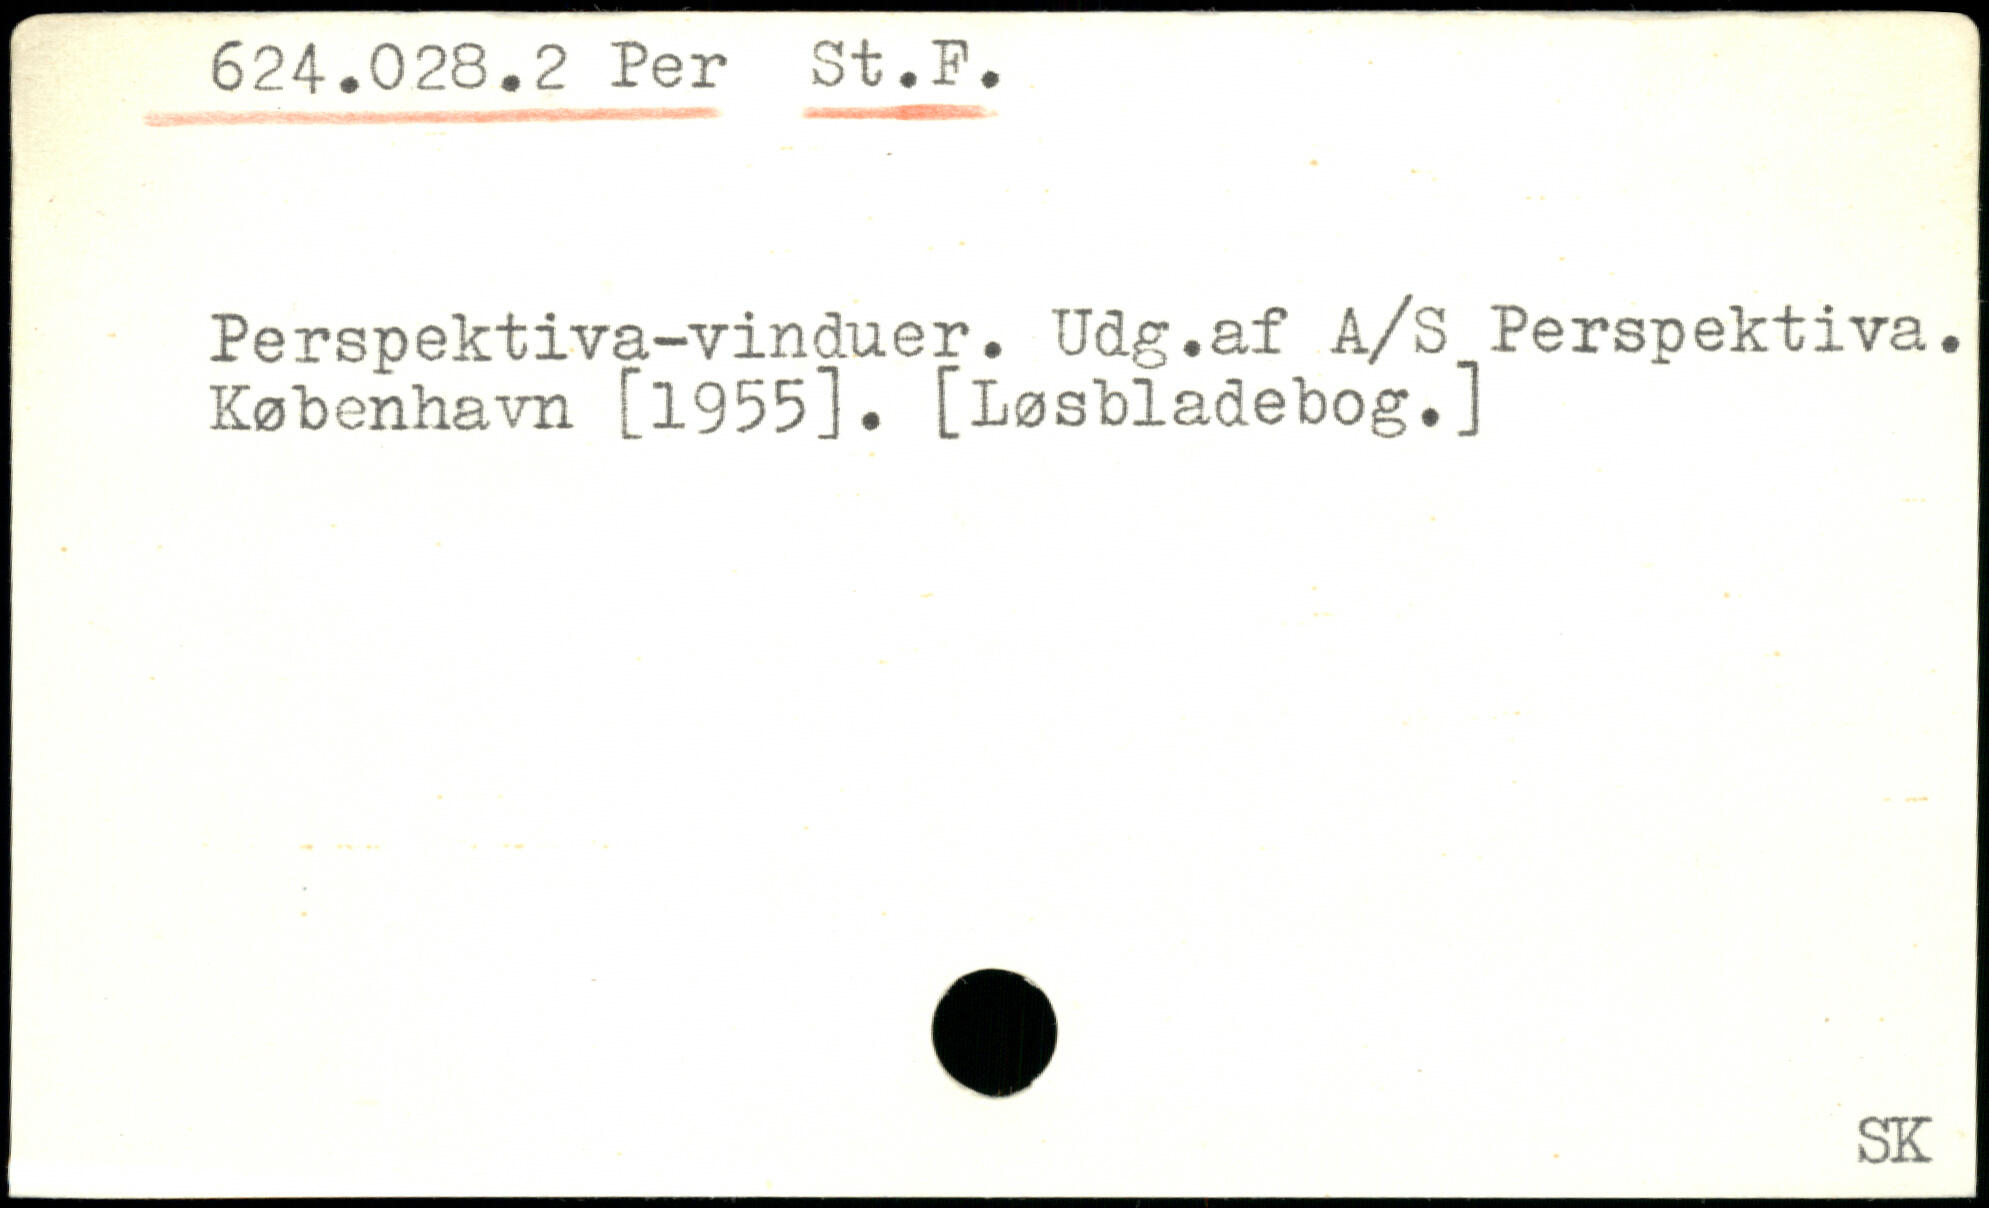 624.028.2 Per St.F.
Perspektiva-vinduer. Udg.af A/S Perspektiva.
København [1955]. [Løsbladebog.]
SK